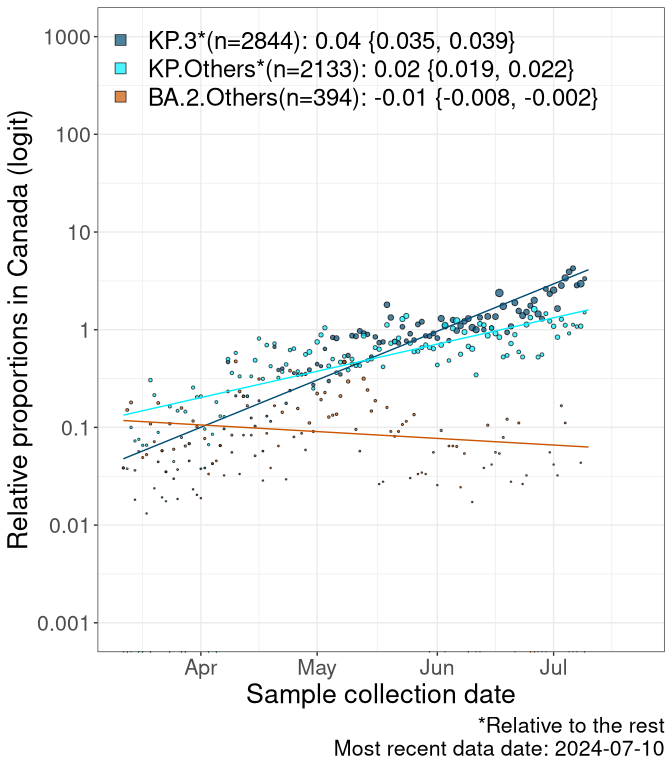 KP.3*(n=2844): 0.04 {0.035, 0.039}
KP.Others*(n=2133): 0.02 {0.019, 0.022}
BA.2.Others(n=394): -0.01 {-0.008, -0.002}
Relative proportions in Canada (logit)
1000
100
10
1
0.1
0.01
0.001
Apr May Jun Jul
Sample collection date
*Relative to the rest
Most recent data date: 2024-07-10